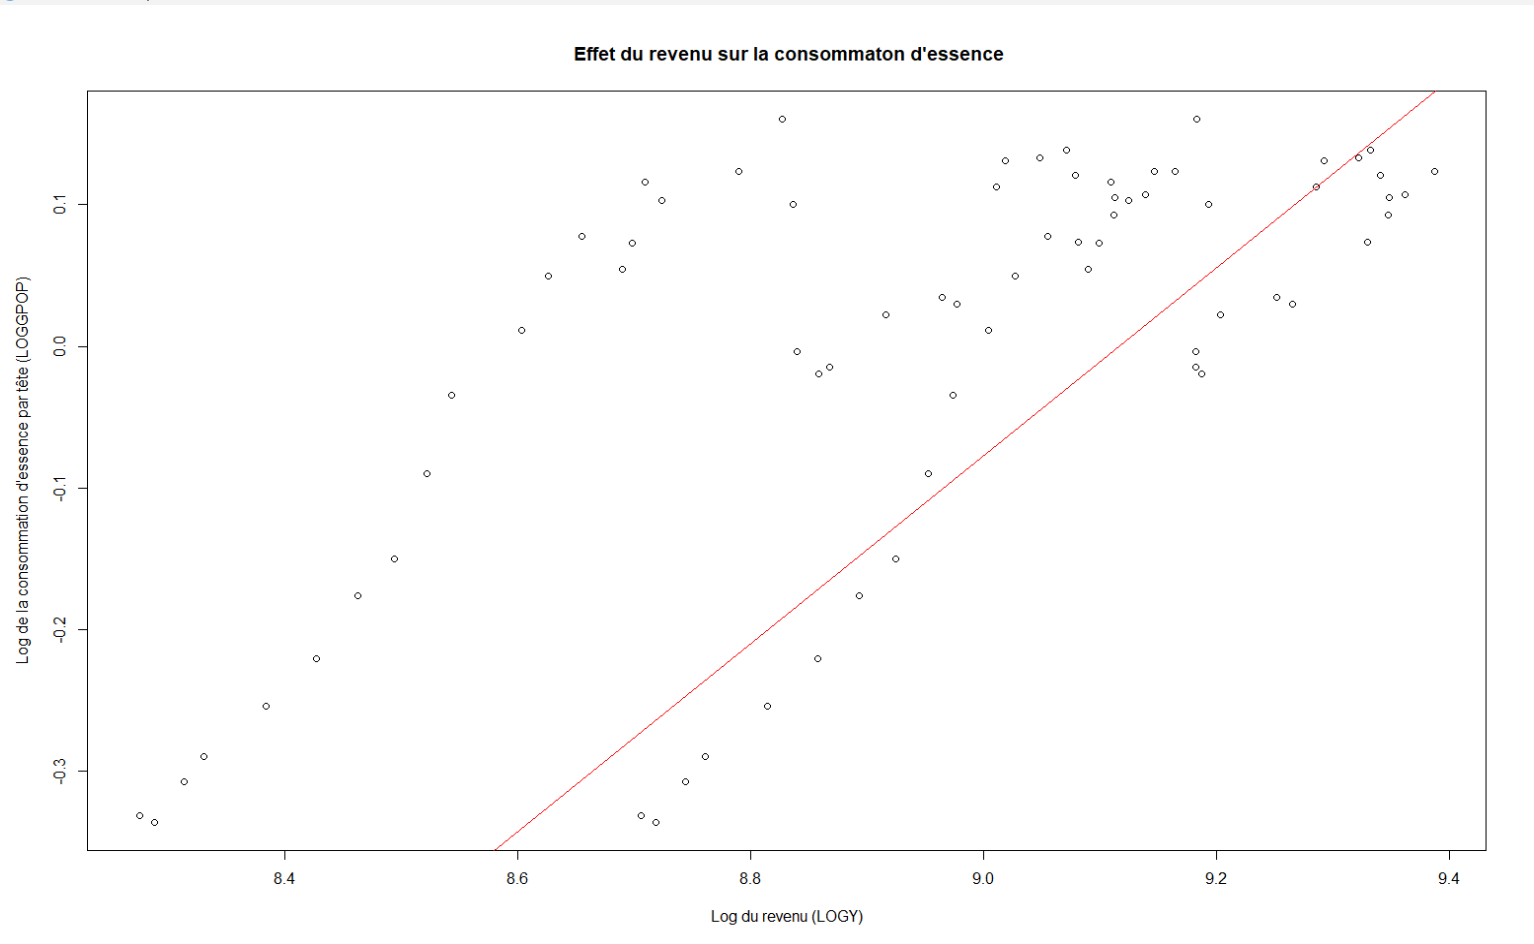 Effet du revenu sur la consommaton d'essence
Log de la consommation d'essence par tête (LOGGPOP)
0.1
0.0
-0.1
-0.2
-0.3
8.4 8.6 8.8 9.0 9.2 9.4
Log du revenu (LOGY)